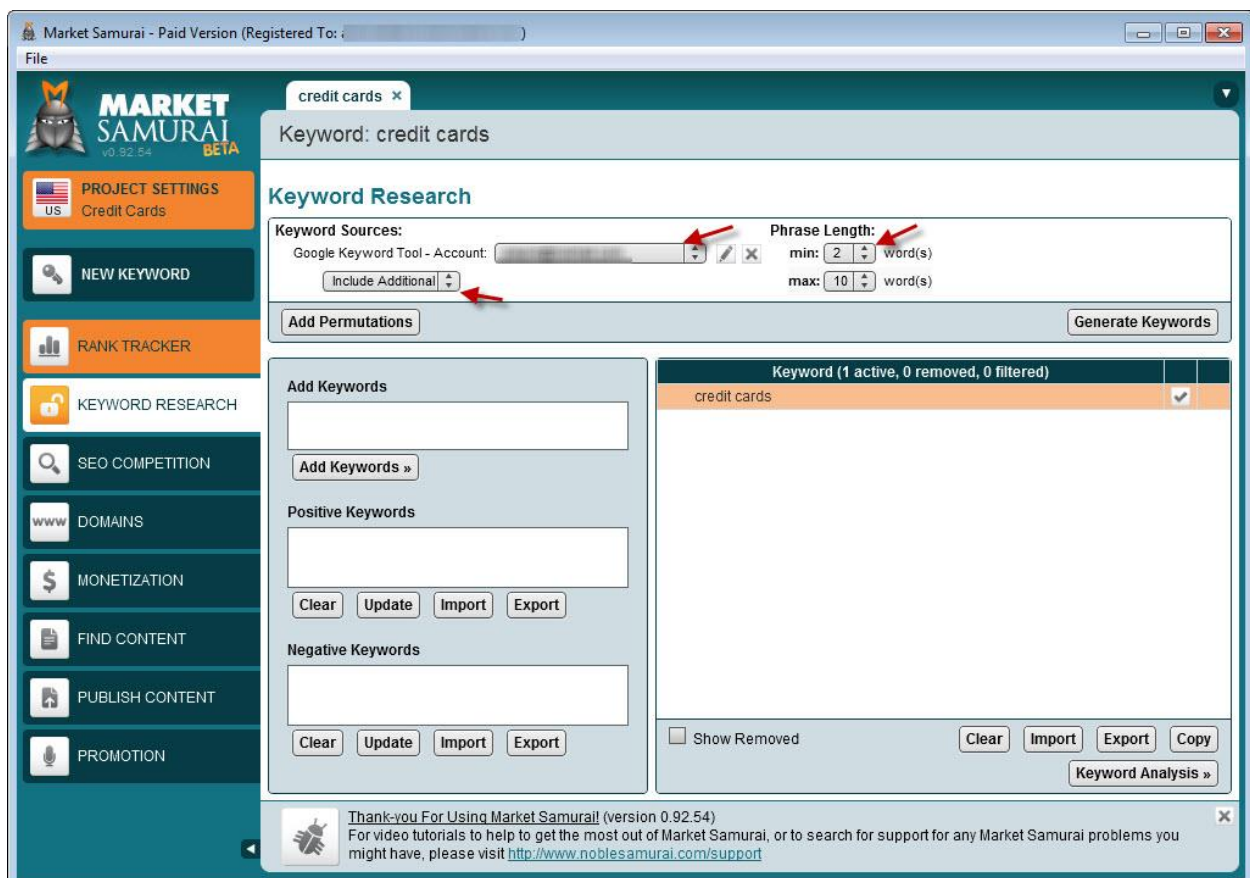 Market Samurai - Paid Version (Registered To: )
File
MARKET
SAMURAI
v0.92.54 BETA
credit cards ×
Keyword: credit cards
PROJECT SETTINGS
US Credit Cards
NEW KEYWORD
RANK TRACKER
KEYWORD RESEARCH
SEO COMPETITION
www DOMAINS
$ MONETIZATION
FIND CONTENT
PUBLISH CONTENT
PROMOTION
Keyword Research
Keyword Sources: Phrase Length:
Google Keyword Tool - Account: min: 2 word(s)
Include Additional max: 10 word(s)
Add Permutations Generate Keywords
Add Keywords
Add Keywords »
Positive Keywords
Clear Update Import Export
Negative Keywords
Clear Update Import Export
Keyword (1 active, 0 removed, 0 filtered)
credit cards
Show Removed Clear Import Export Copy
Keyword Analysis »
Thank-you For Using Market Samurai! (version 0.92.54)
For video tutorials to help to get the most out of Market Samurai, or to search for support for any Market Samurai problems you
might have, please visit http://www.noblesamurai.com/support